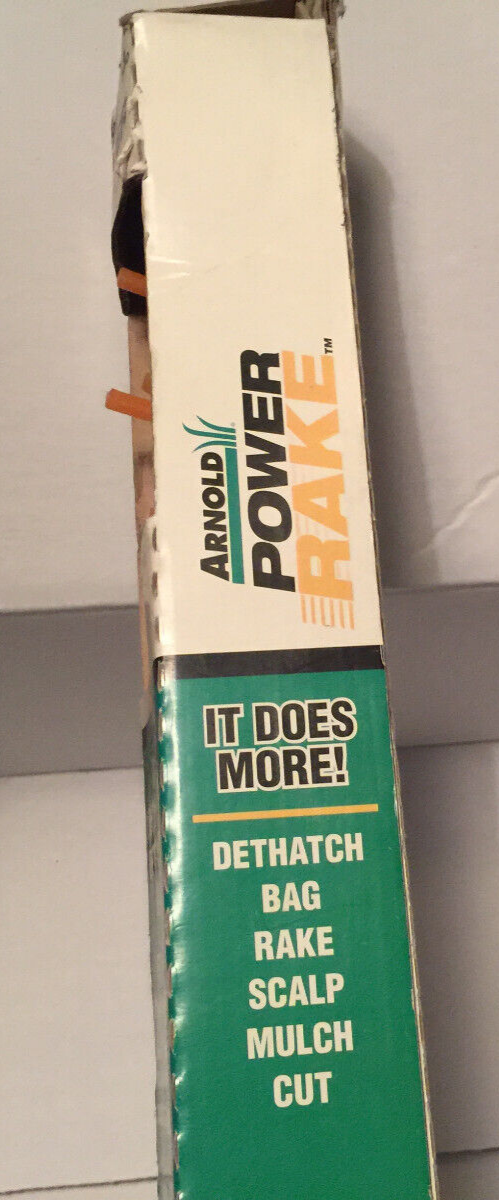 ARNOLD
POWER
RAKE™
IT DOES
MORE!
DETHATCH
BAG
RAKE
SCALP
MULCH
CUT